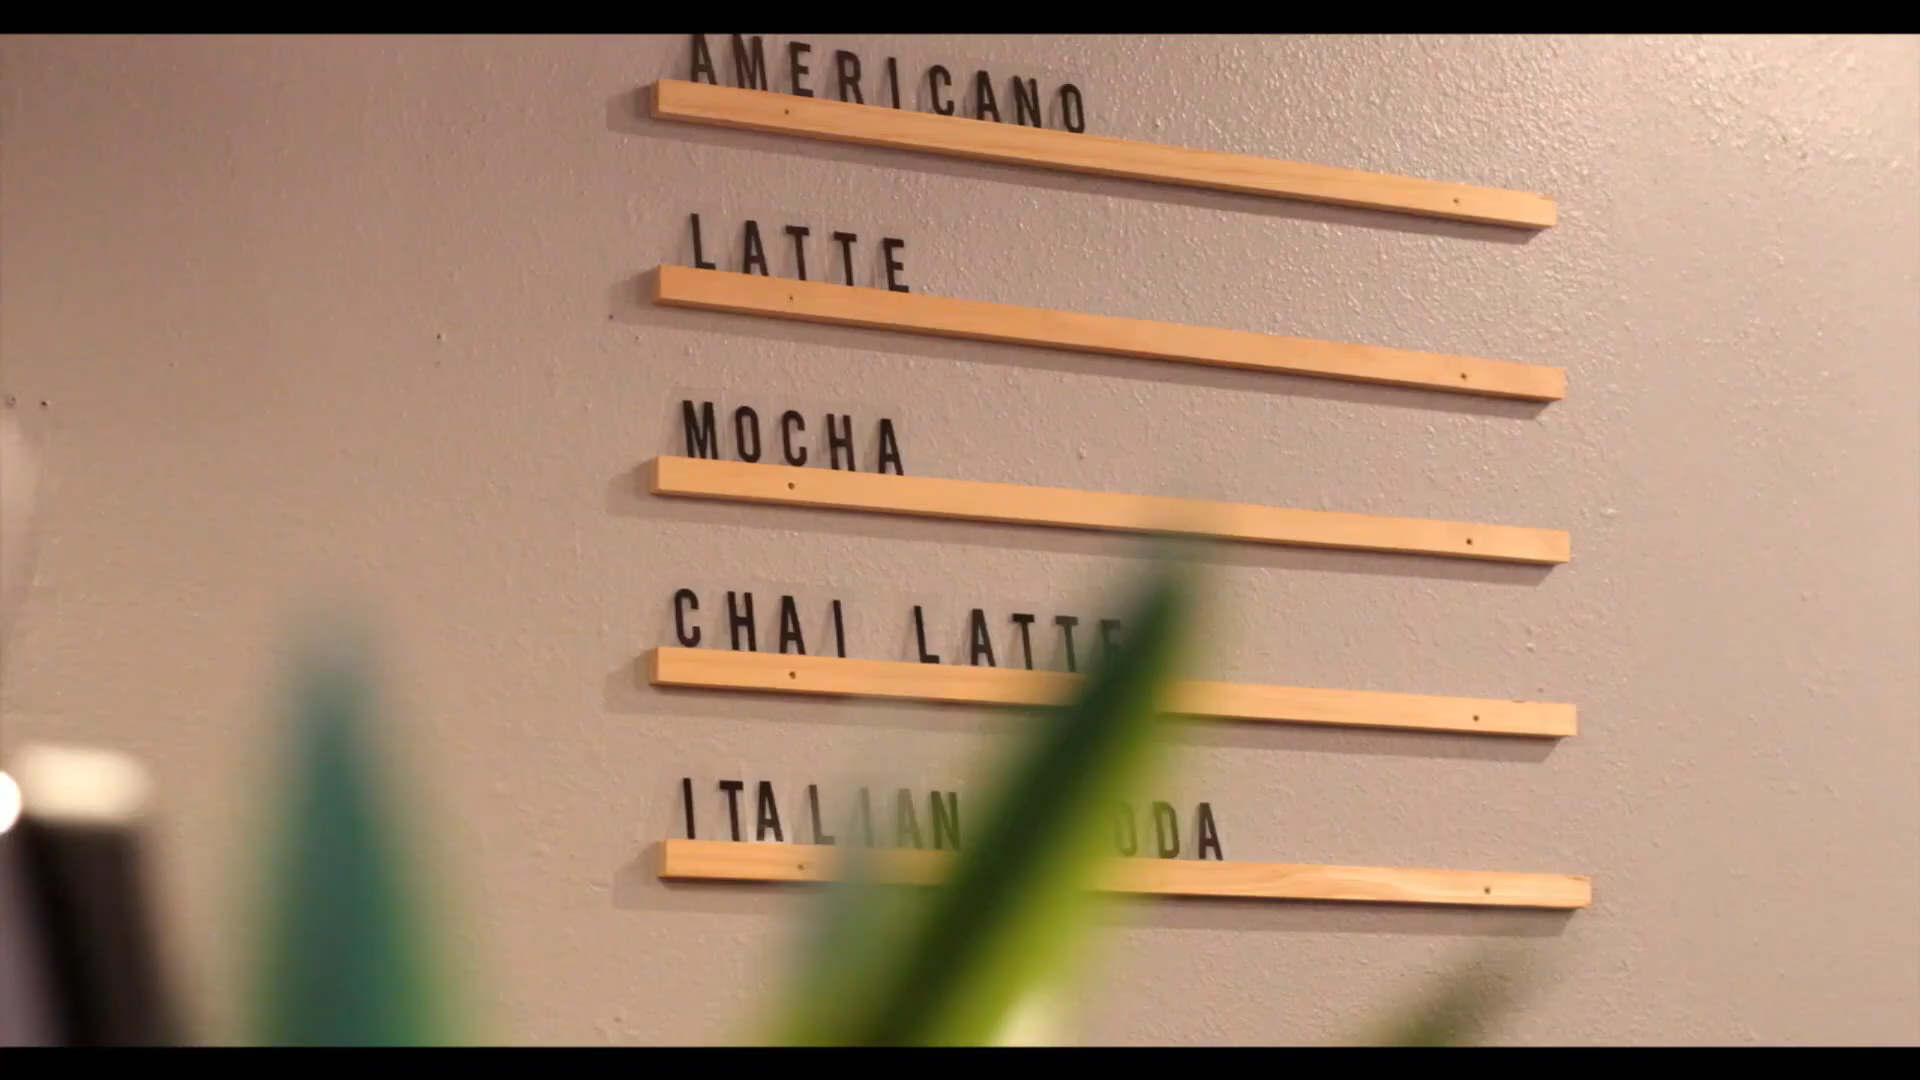 AMERICANO
LATTE
MOCHA
CHAI LATTE
ITALIAN SODA